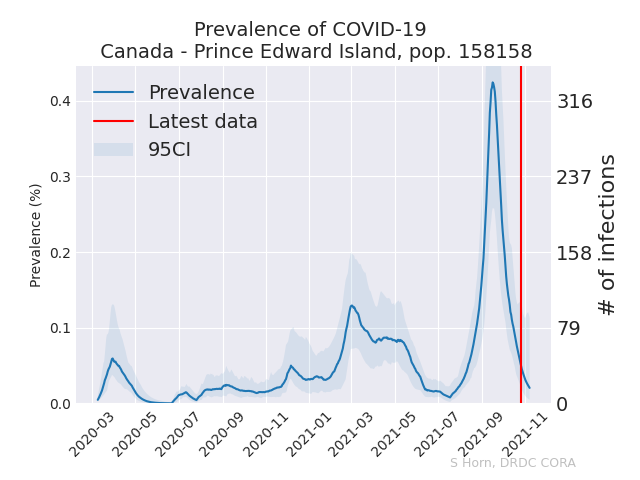 Prevalence of COVID-19
Canada - Prince Edward Island, pop. 158158
Prevalence
Latest data
95CI
Prevalence (%)
0.4
0.3
0.2
0.1
0.0
316
237
158
79
0
# of infections
2020-03
2020-05
2020-07
2020-09
2020-11
2021-01
2021-03
2021-05
2021-07
2021-09
2021-11
S Horn, DRDC CORA